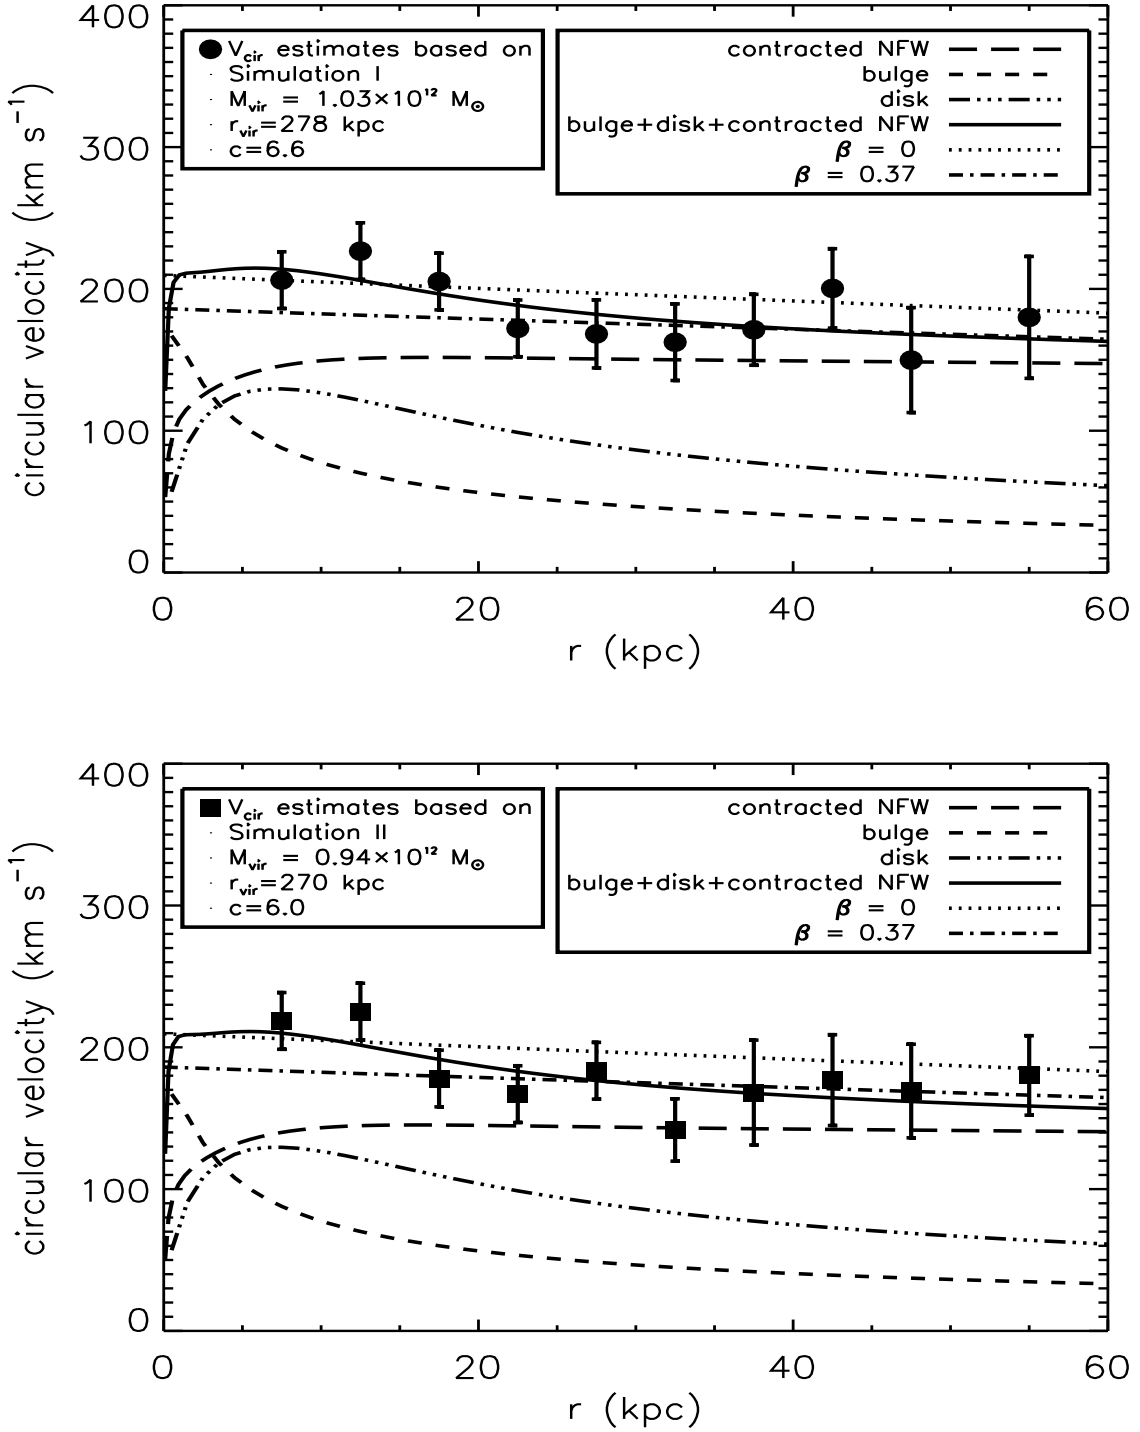 400
300
200
100
0
circular velocity (km s⁻¹)
V_cir estimates based on
Simulation I
M_vir = 1.03×10¹² M_⊙
r_vir=278 kpc
c=6.6
contracted NFW
bulge
disk
bulge+disk+contracted NFW
β = 0
β = 0.37
0 20 40 60
r (kpc)
400
300
200
100
0
circular velocity (km s⁻¹)
V_cir estimates based on
Simulation II
M_vir = 0.94×10¹² M_⊙
r_vir=270 kpc
c=6.0
contracted NFW
bulge
disk
bulge+disk+contracted NFW
β = 0
β = 0.37
0 20 40 60
r (kpc)